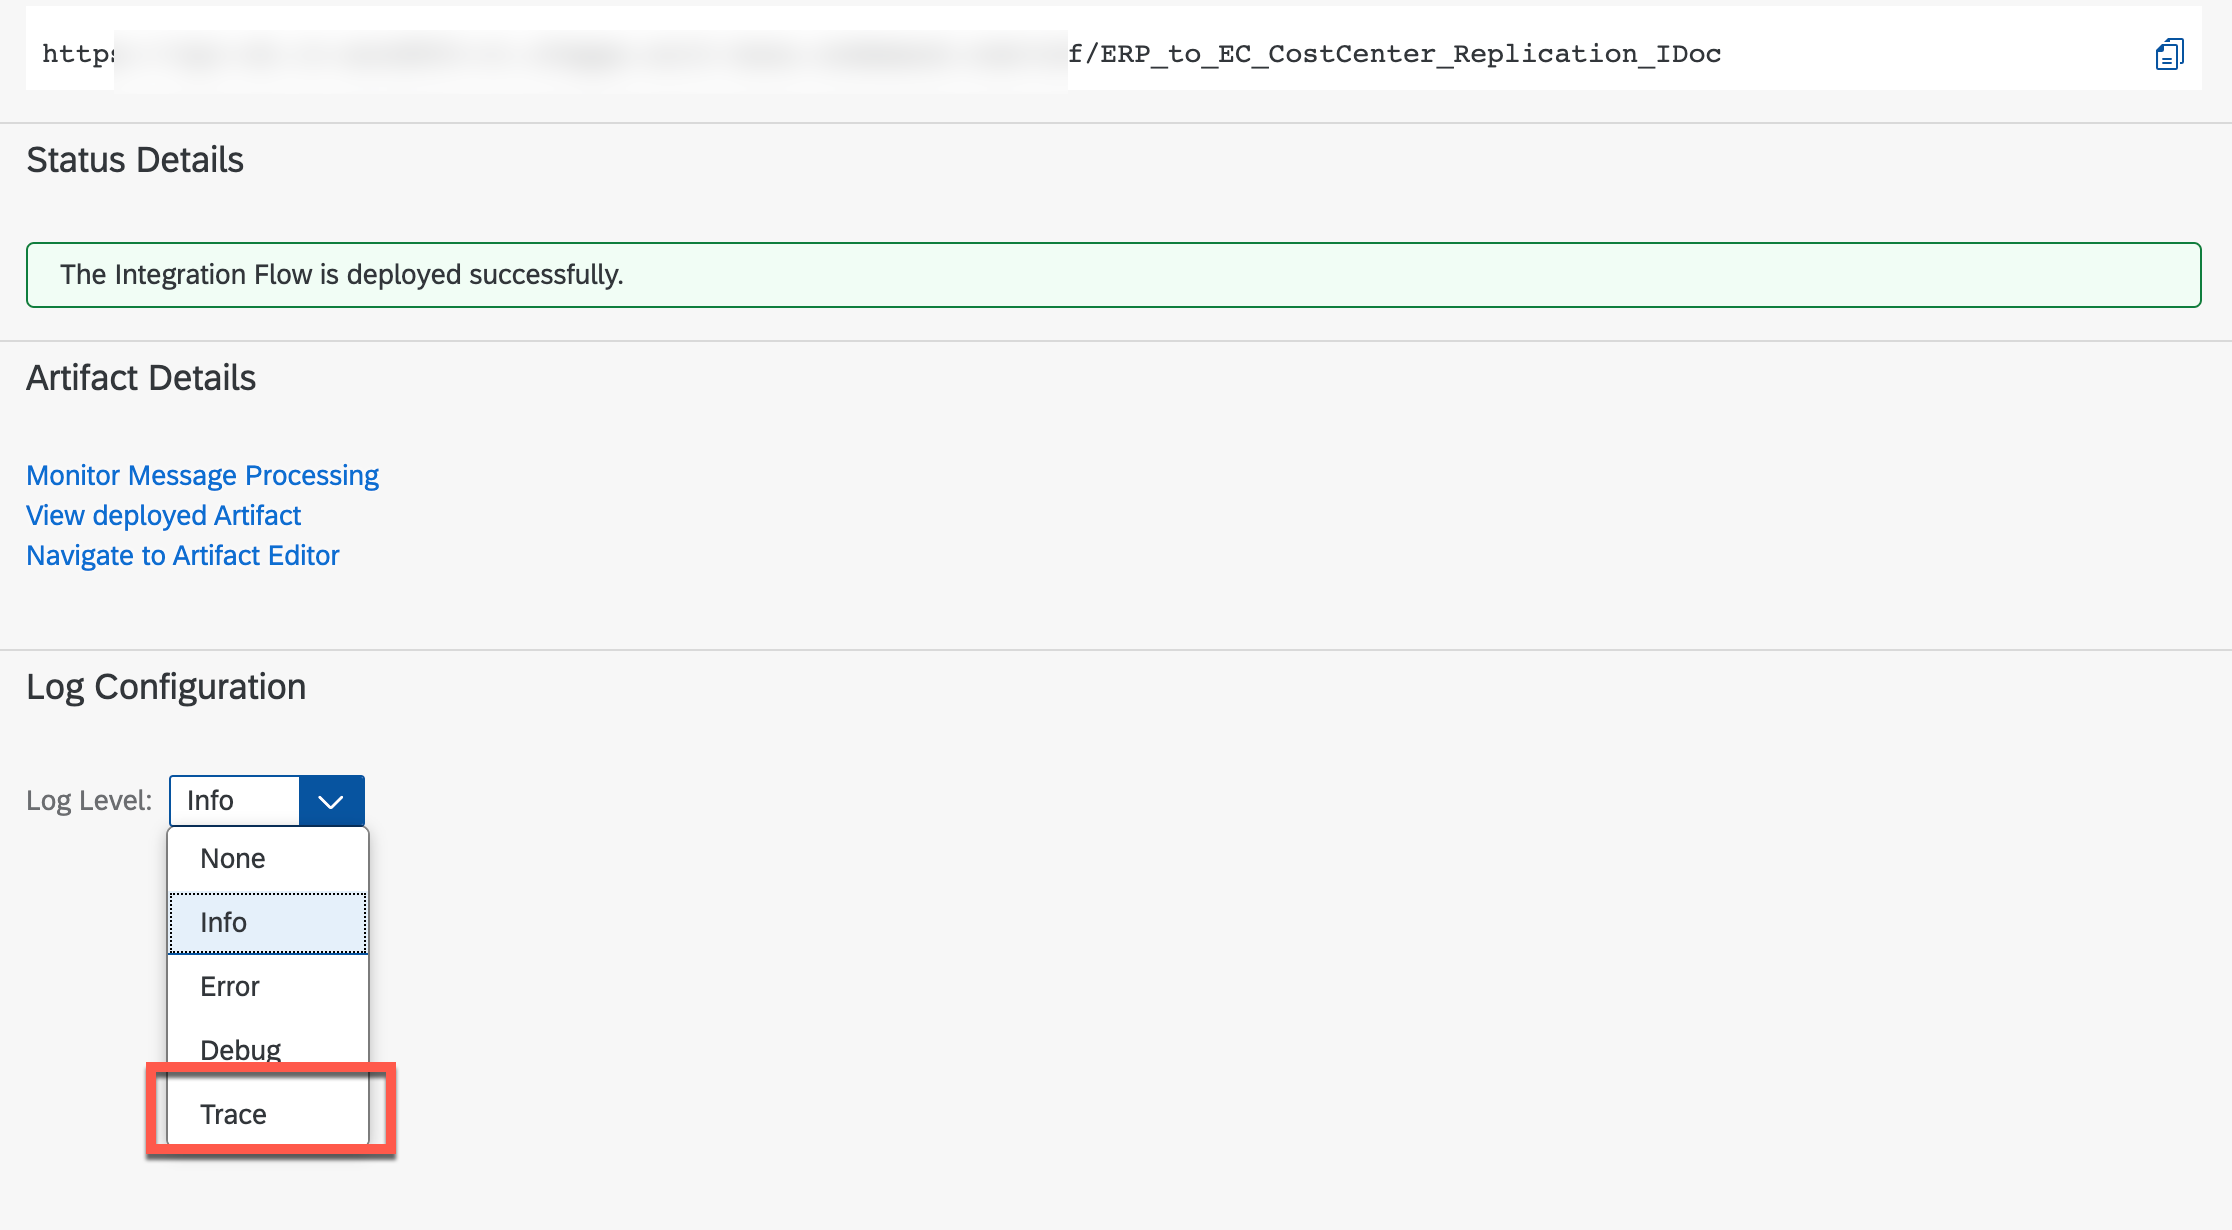 https f/ERP_to_EC_CostCenter_Replication_IDoc
Status Details
The Integration Flow is deployed successfully.
Artifact Details
Monitor Message Processing
View deployed Artifact
Navigate to Artifact Editor
Log Configuration
Log Level: Info
None
Info
Error
Debug
Trace